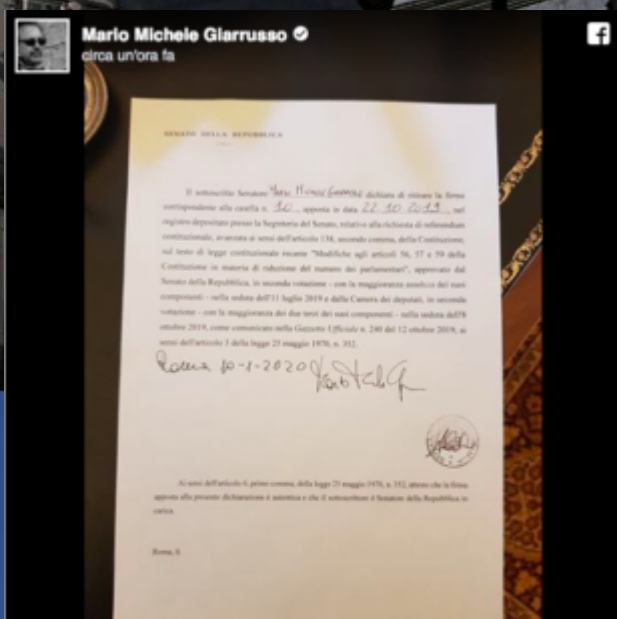 Mario Michele Giarrusso
circa un'ora fa
SENATO DELLA REPUBBLICA
Il sottoscritto Senatore Mario Michele Giarrusso dichiara di ritirare la firma
corrispondente alla casella n. 10, apposta in data 22.10.2019, nel
registro depositato presso la Segreteria del Senato, relativo alla richiesta di referendum
costituzionale, avanzata ai sensi dell'articolo 138, secondo comma, della Costituzione,
sul testo di legge costituzionale recante "Modifiche agli articoli 56, 57 e 59 della
Costituzione in materia di riduzione del numero dei parlamentari", approvato dal
Senato della Repubblica, in seconda votazione - con la maggioranza assoluta dei suoi
componenti - nella seduta dell'11 luglio 2019 e dalla Camera dei deputati, in seconda
votazione - con la maggioranza dei due terzi dei suoi componenti - nella seduta dell'8
ottobre 2019, come comunicato nella Gazzetta Ufficiale n. 240 del 12 ottobre 2019, ai
sensi dell'articolo 3 della legge 25 maggio 1970, n. 352.
Roma 10-1-2020
Ai sensi dell'articolo 6, primo comma, della legge 25 maggio 1970, n. 352, attesto che la firma
apposta alla presente dichiarazione è autentica e che il sottoscrittore è Senatore della Repubblica in
carica.
Roma, lì